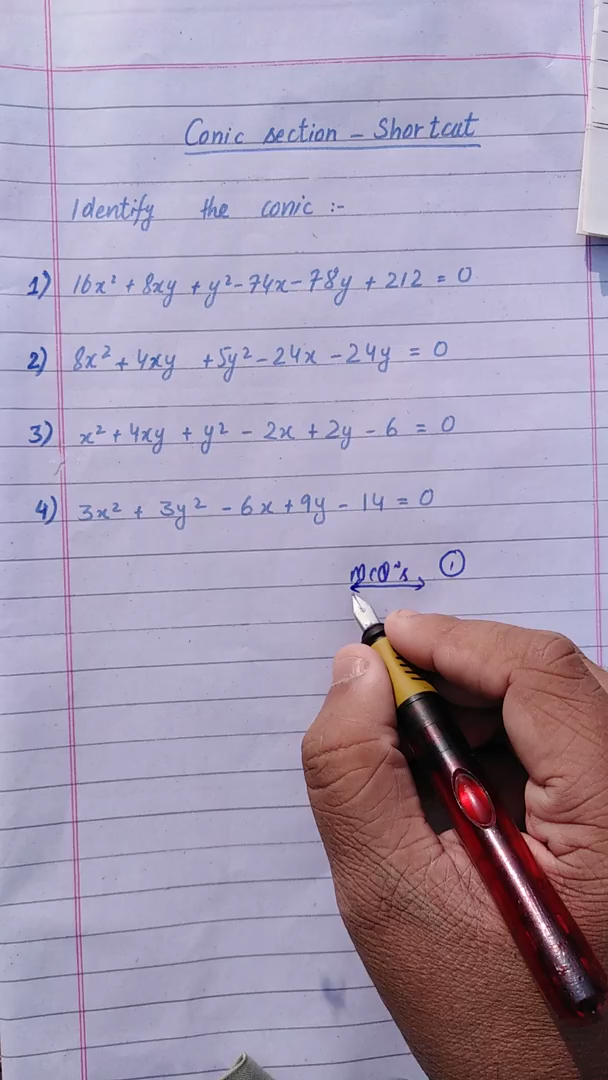 Conic section - Shortcut
Identify the conic :-
1) 16x² + 8xy + y² - 74x - 78y + 212 = 0
2) 8x² + 4xy + 5y² - 24x - 24y = 0
3) x² + 4xy + y² - 2x + 2y - 6 = 0
4) 3x² + 3y² - 6x + 9y - 14 = 0
MCQ's, ①